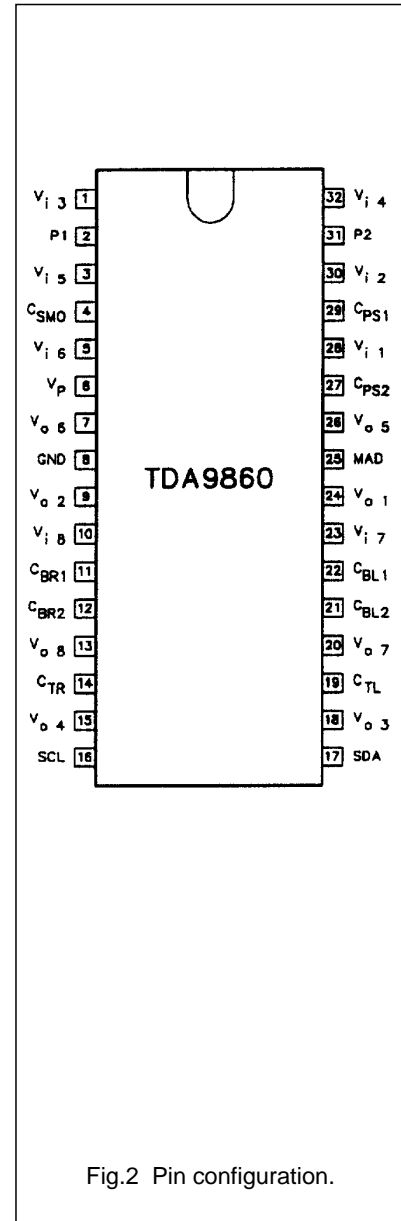 Vi 3 1 32 Vi 4
P1 2 31 P2
Vi 5 3 30 Vi 2
CSMO 4 29 CPS1
Vi 6 5 28 Vi 1
VP 6 27 CPS2
Vo 6 7 26 Vo 5
GND 8 25 MAD
TDA9860
Vo 2 9 24 Vo 1
Vi 8 10 23 Vi 7
CBR1 11 22 CBL1
CBR2 12 21 CBL2
Vo 8 13 20 Vo 7
CTR 14 19 CTL
Vo 4 15 18 Vo 3
SCL 16 17 SDA
Fig.2 Pin configuration.